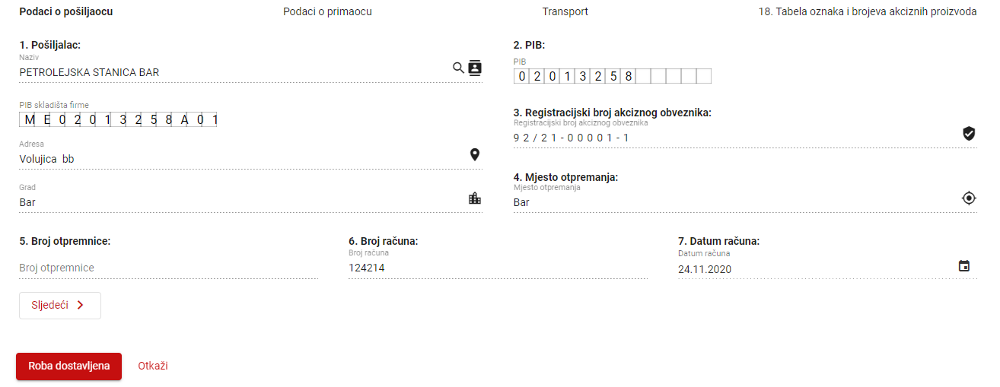 Podaci o pošiljaocu
Podaci o primaocu
Transport
18. Tabela oznaka i brojeva akciznih proizvoda
1. Pošiljalac:
Naziv
PETROLEJSKA STANICA BAR
PIB skladišta firme
ME02013258A01
Adresa
Volujica bb
Grad
Bar
2. PIB:
PIB
02013258
3. Registracijski broj akciznog obveznika:
Registracijski broj akciznog obveznika
92/21-00001-1
4. Mjesto otpremanja:
Mjesto otpremanja
Bar
5. Broj otpremnice:
Broj otpremnice
6. Broj računa:
Broj računa
124214
7. Datum računa:
Datum računa
24.11.2020
Sljedeći
Roba dostavljena
Otkaži